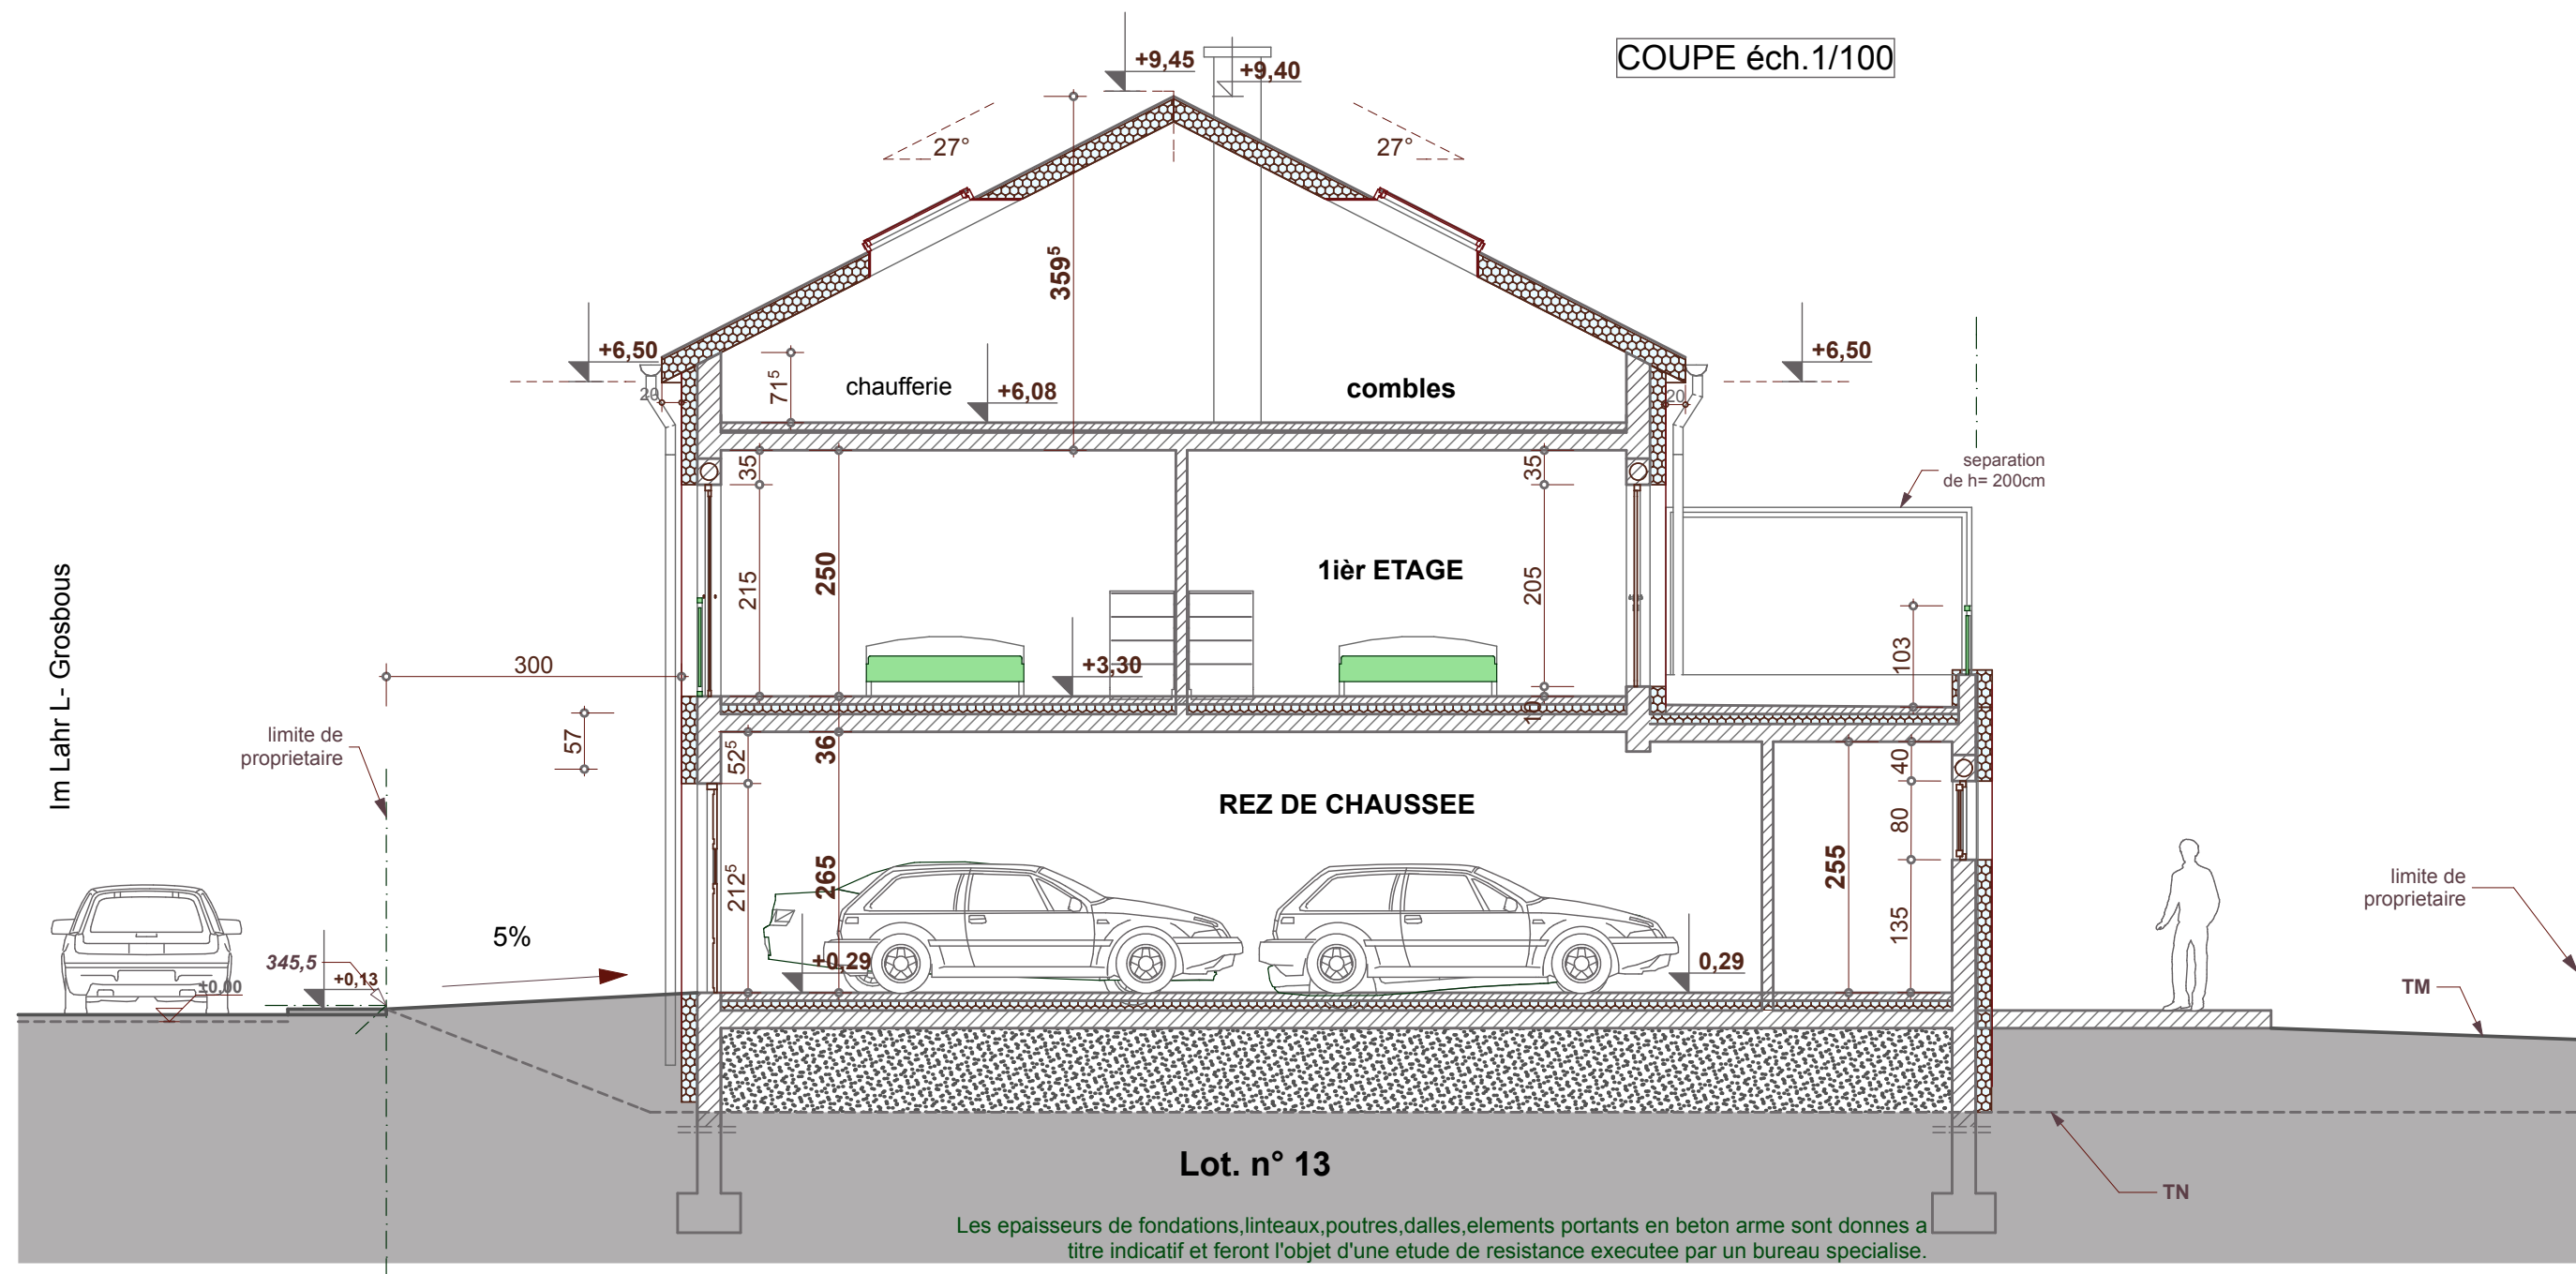 COUPE éch.1/100
+9,45
+9,40
27°
27°
359⁵
+6,50
+6,50
20
20
71⁵
chaufferie
+6,08
combles
separation
de h= 200cm
35
35
215
250
1ièr ETAGE
205
103
Im Lahr L- Grosbous
300
+3,30
10
limite de
proprietaire
57
52⁵
36
40
REZ DE CHAUSSEE
80
212⁵
265
255
135
limite de
proprietaire
5%
345,5
+0,13
±0,00
+0,29
0,29
TM
Lot. n° 13
TN
Les epaisseurs de fondations,linteaux,poutres,dalles,elements portants en beton arme sont donnes a
titre indicatif et feront l'objet d'une etude de resistance executee par un bureau specialise.